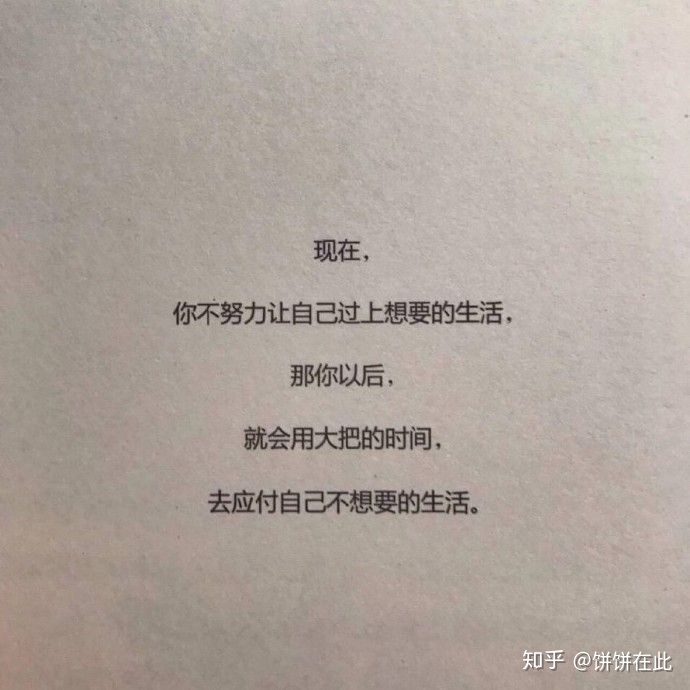 现在，
你不努力让自己过上想要的生活，
那你以后，
就会用大把的时间，
去应付自己不想要的生活。
知乎 @饼饼在此